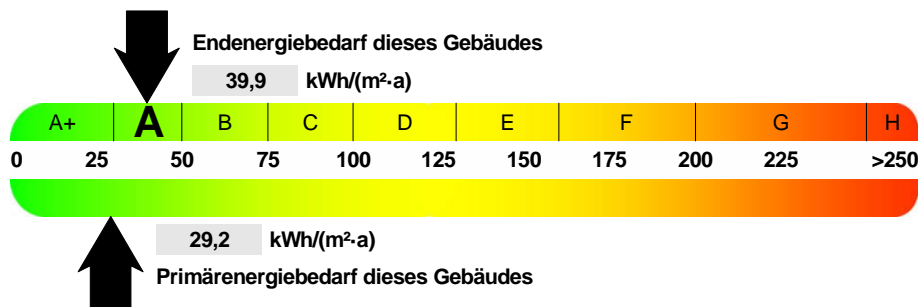 Endenergiebedarf dieses Gebäudes
39,9 kWh/(m²·a)
A+ A B C D E F G H
0 25 50 75 100 125 150 175 200 225 >250
29,2 kWh/(m²·a)
Primärenergiebedarf dieses Gebäudes